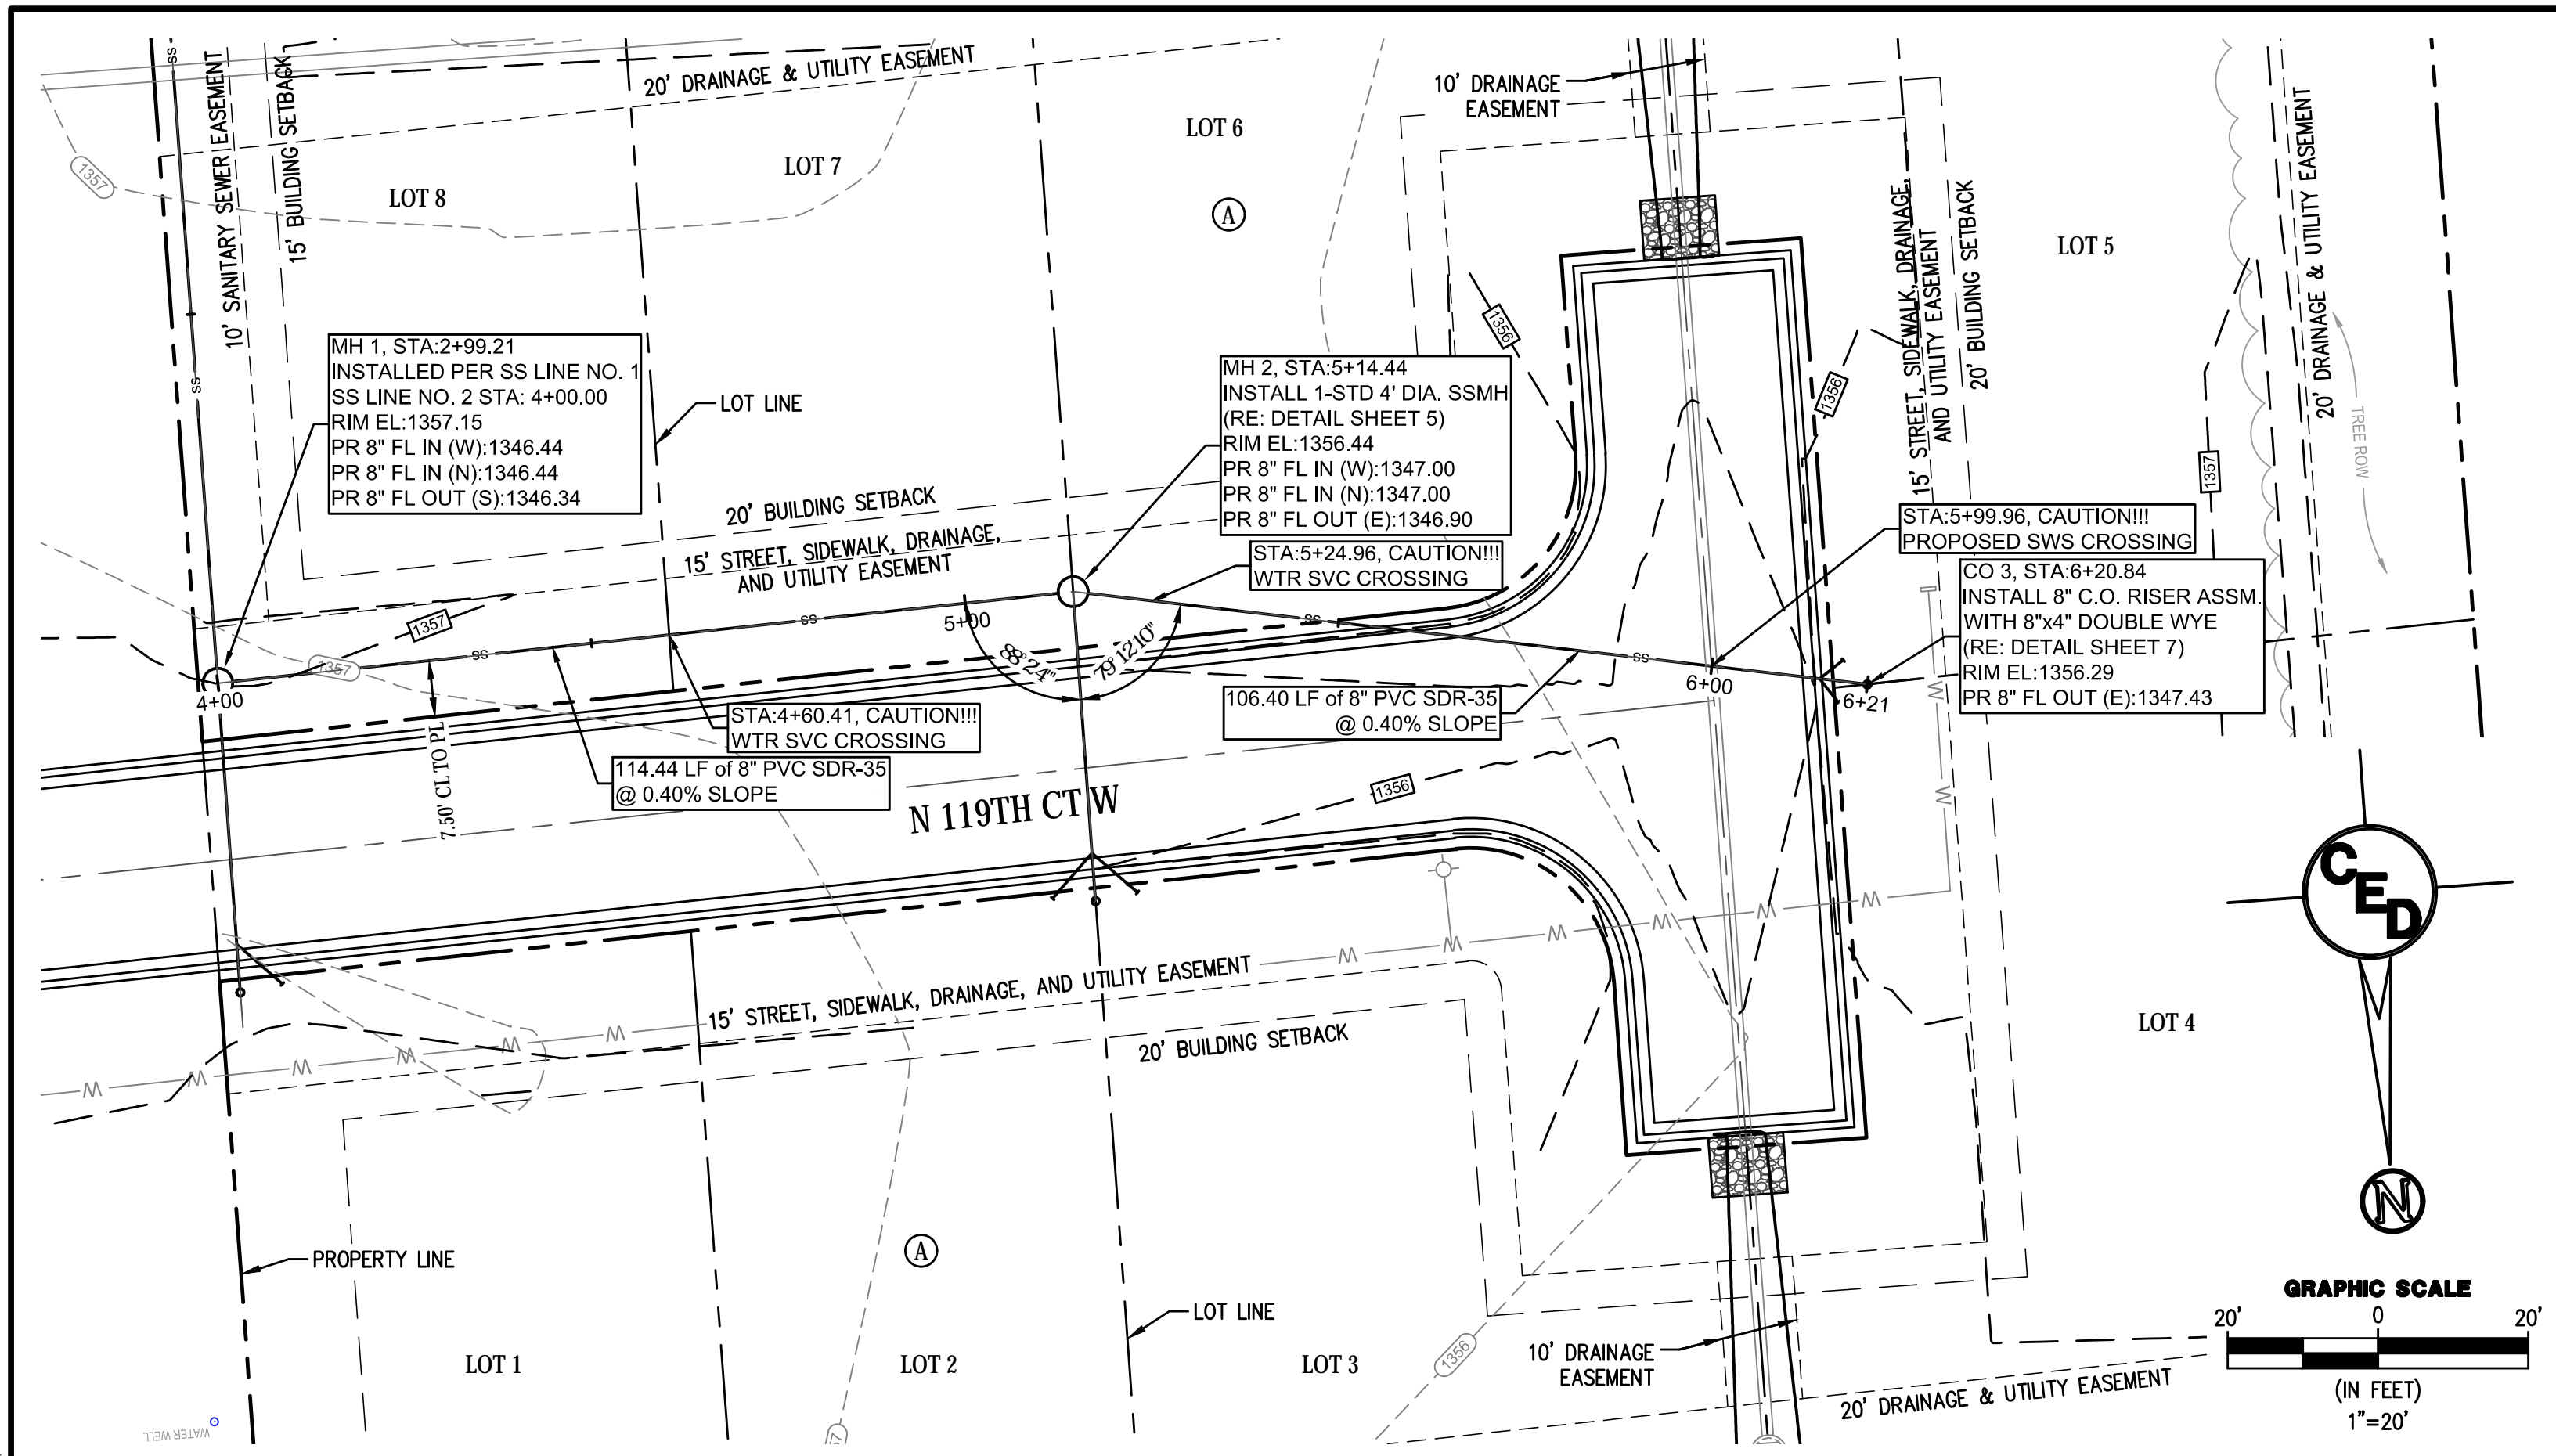 20' DRAINAGE & UTILITY EASEMENT
10' SANITARY SEWER EASEMENT
15' BUILDING SETBACK
LOT 8
LOT 7
LOT 6
A
10' DRAINAGE
EASEMENT
15' STREET, SIDEWALK, DRAINAGE,
AND UTILITY EASEMENT
20' BUILDING SETBACK
LOT 5
20' DRAINAGE & UTILITY EASEMENT
TREE ROW
1357
1356
1356
1357
SS
SS
MH 1, STA:2+99.21
INSTALLED PER SS LINE NO. 1
SS LINE NO. 2 STA: 4+00.00
RIM EL:1357.15
PR 8" FL IN (W):1346.44
PR 8" FL IN (N):1346.44
PR 8" FL OUT (S):1346.34
LOT LINE
MH 2, STA:5+14.44
INSTALL 1-STD 4' DIA. SSMH
(RE: DETAIL SHEET 5)
RIM EL:1356.44
PR 8" FL IN (W):1347.00
PR 8" FL IN (N):1347.00
PR 8" FL OUT (E):1346.90
STA:5+24.96, CAUTION!!!
WTR SVC CROSSING
STA:5+99.96, CAUTION!!!
PROPOSED SWS CROSSING
CO 3, STA:6+20.84
INSTALL 8" C.O. RISER ASSM.
WITH 8"x4" DOUBLE WYE
(RE: DETAIL SHEET 7)
RIM EL:1356.29
PR 8" FL OUT (E):1347.43
20' BUILDING SETBACK
15' STREET, SIDEWALK, DRAINAGE,
AND UTILITY EASEMENT
1357
1357
SS
SS
SS
SS
4+00
5+00
6+00
6+21
79°12'10"
7.50' CL TO PL
STA:4+60.41, CAUTION!!!
WTR SVC CROSSING
114.44 LF of 8" PVC SDR-35
@ 0.40% SLOPE
106.40 LF of 8" PVC SDR-35
@ 0.40% SLOPE
N 119TH CT W
1356
W W W W W W W W W W W W W W
15' STREET, SIDEWALK, DRAINAGE, AND UTILITY EASEMENT
20' BUILDING SETBACK
LOT 4
CED
N
PROPERTY LINE
A
LOT LINE
LOT 1
LOT 2
LOT 3
1356
10' DRAINAGE
EASEMENT
20' DRAINAGE & UTILITY EASEMENT
WATER WELL
GRAPHIC SCALE
20' 0 20'
(IN FEET)
1"=20'